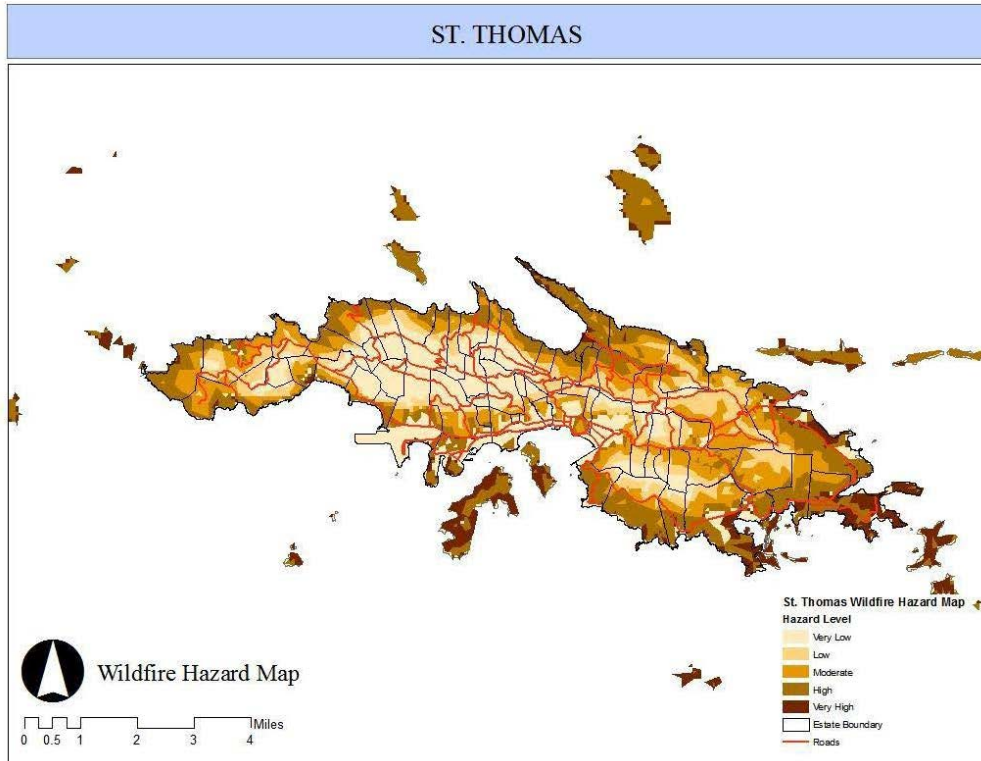 ST. THOMAS
St. Thomas Wildfire Hazard Map
Hazard Level
Very Low
Low
Moderate
High
Very High
Estate Boundary
Roads
Wildfire Hazard Map
Miles
0 0.5 1 2 3 4